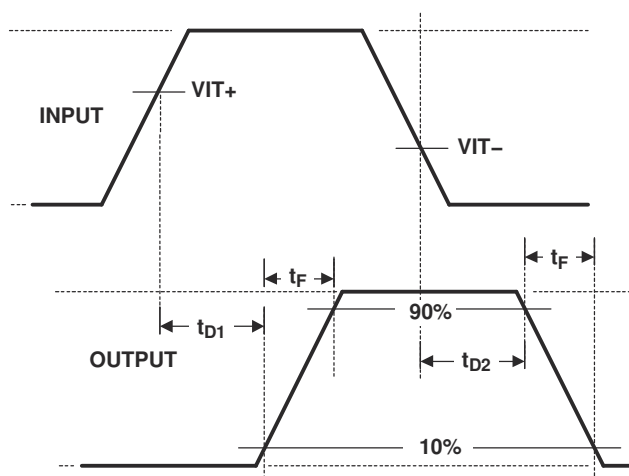 VIT+
INPUT
VIT−
tF
tF
90%
tD1
OUTPUT
tD2
10%